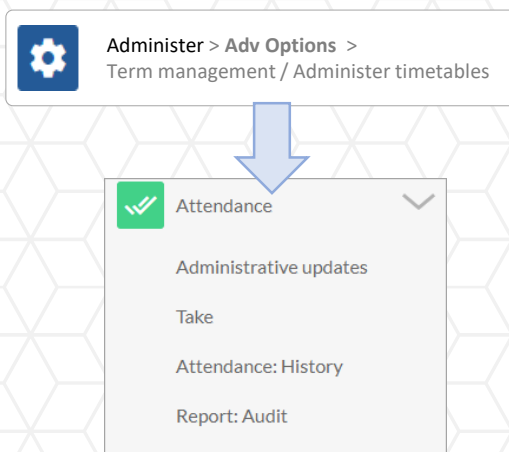 Administer > Adv Options >
Term management / Administer timetables
Attendance
Administrative updates
Take
Attendance: History
Report: Audit